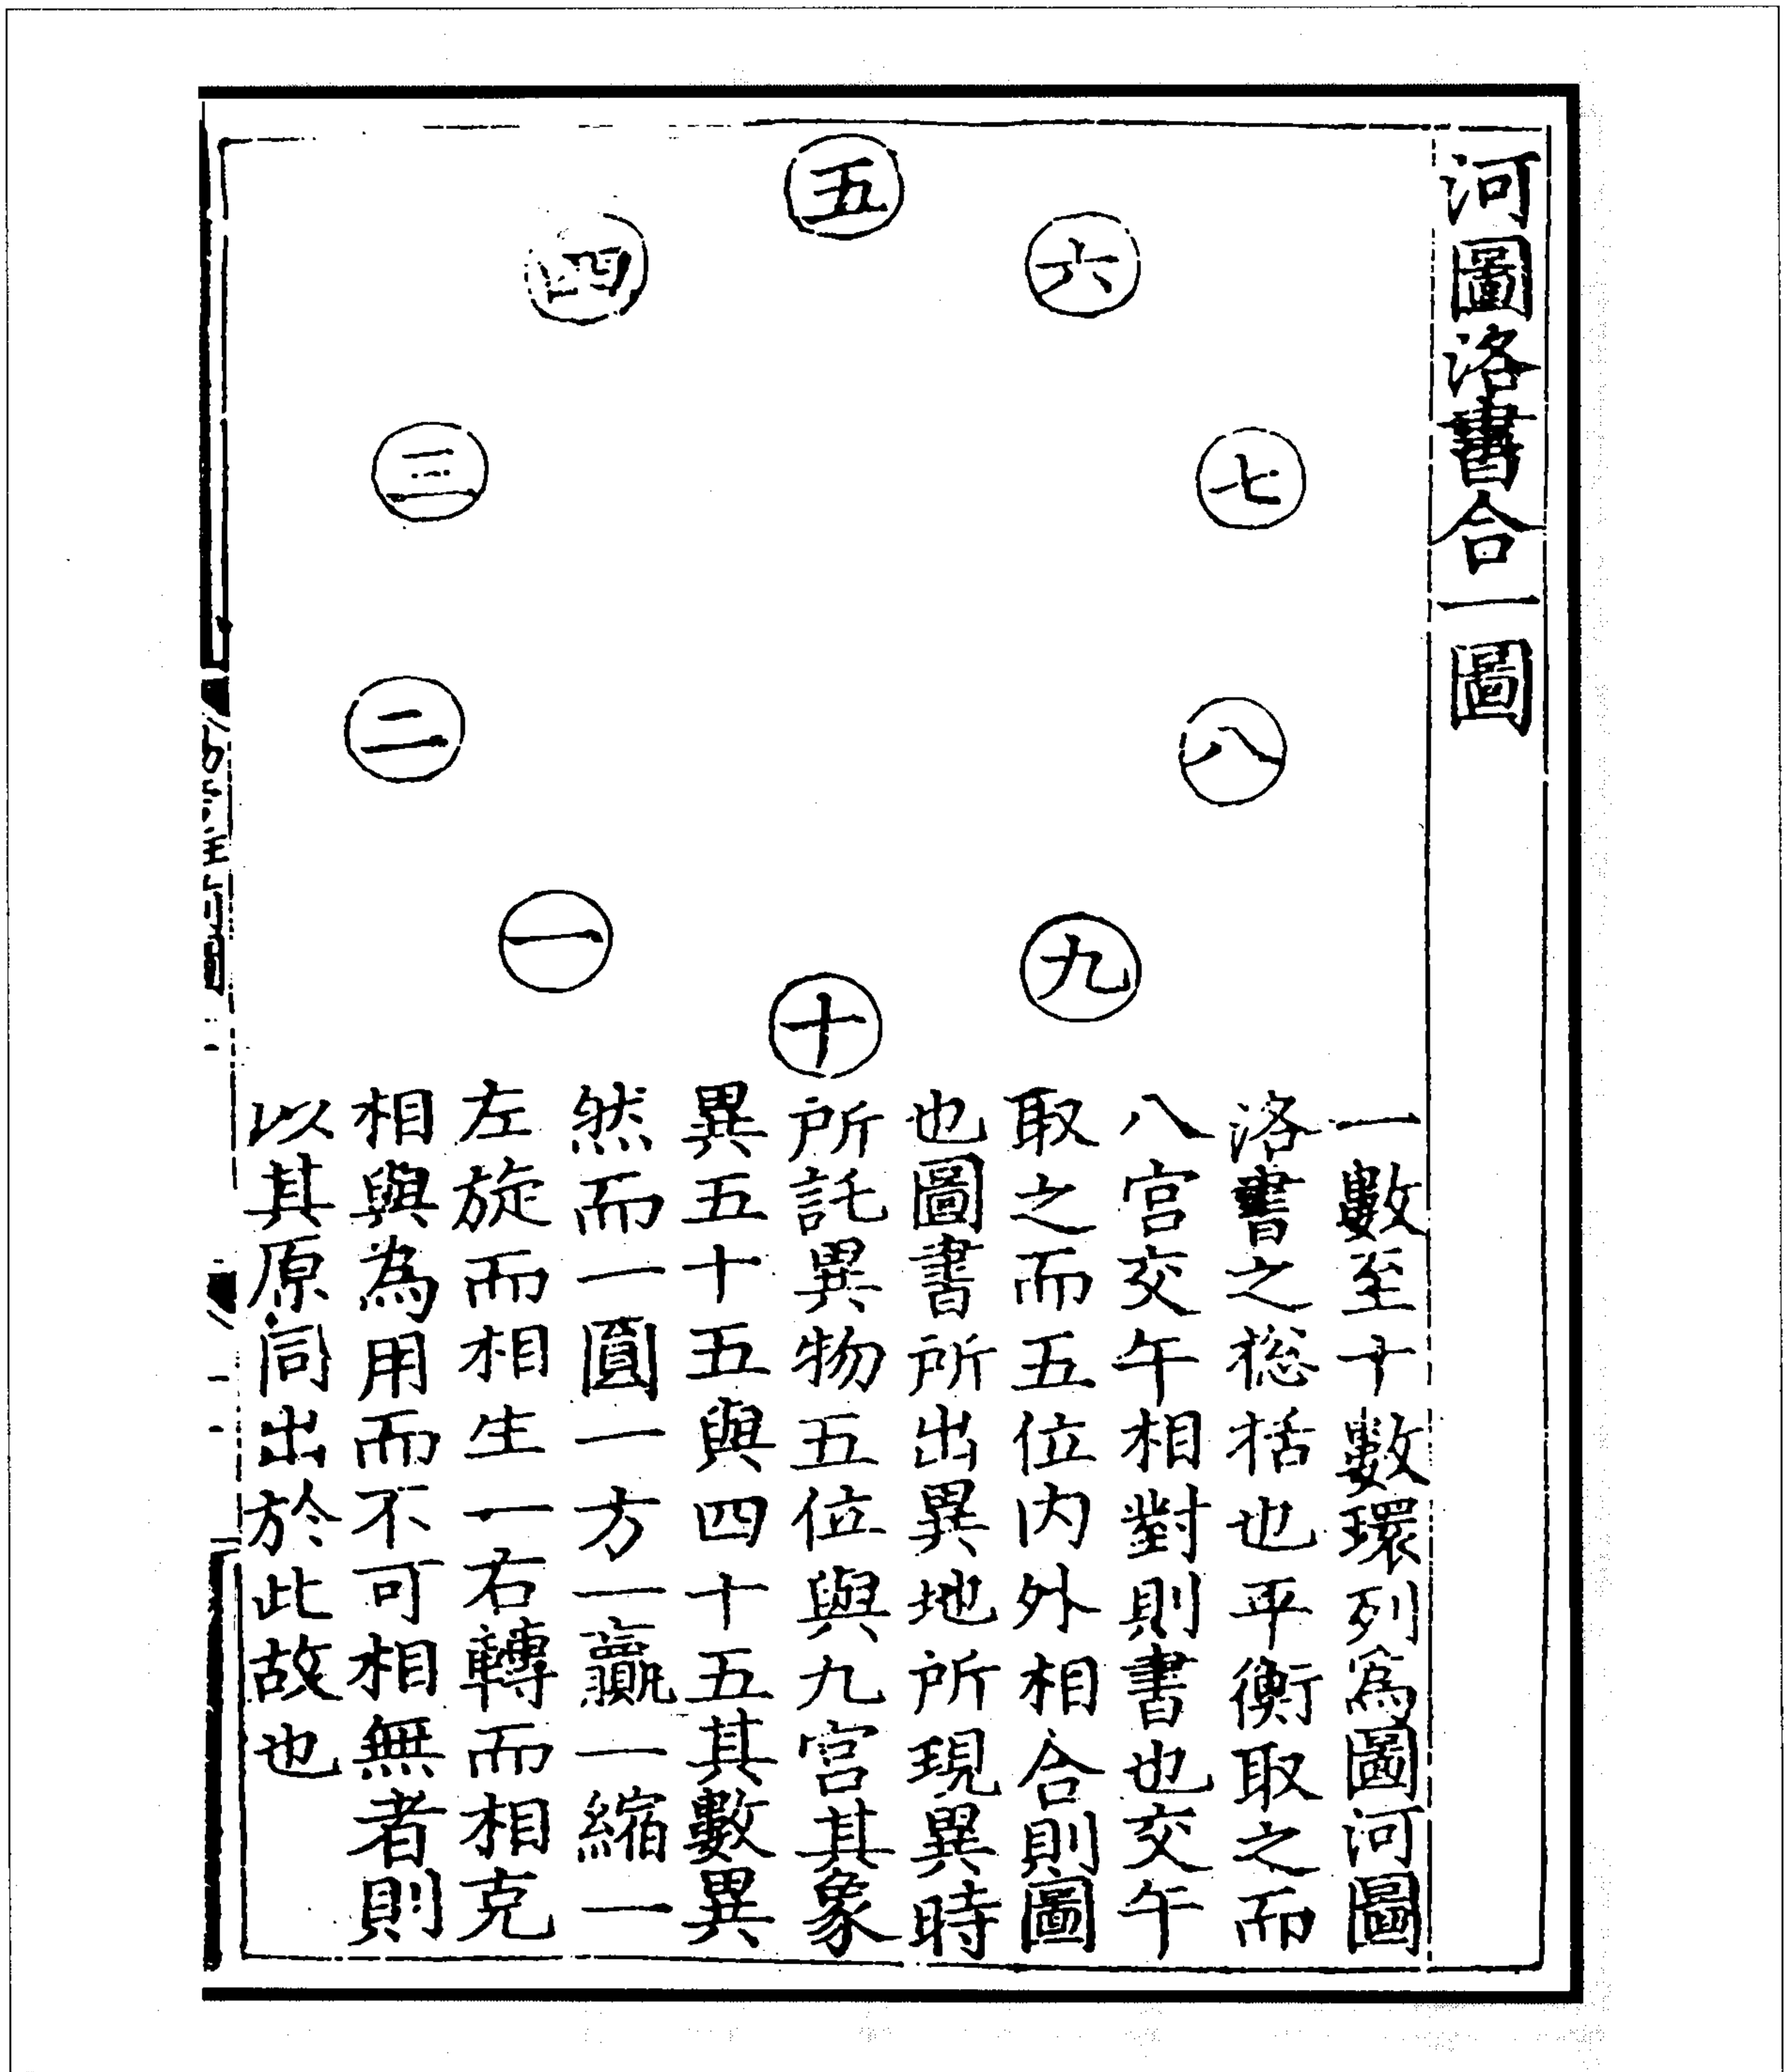 河圖洛書合一圖
五
六
四
七
三
八
二
九
一
十
一數至十數環列爲圖河圖
洛書之摠括也平衡取之而
八宮交午相對則書也交午
取之而五位内外相合則圖
也圖書所出異地所現異時
所託異物五位與九宮其象
異五十五與四十五其數異
然而一圓一方一贏一縮一
左旋而相生一右轉而相克
相與為用而不可相無者則
以其原同出於此故也